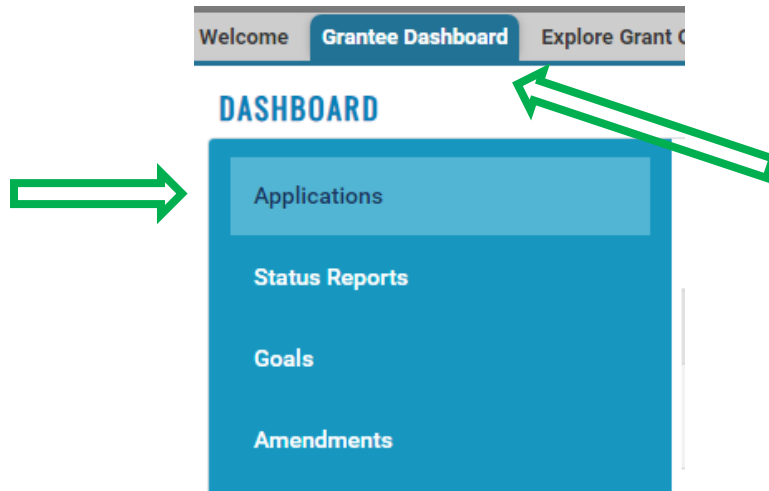 Welcome Grantee Dashboard Explore Grant
DASHBOARD
Applications
Status Reports
Goals
Amendments